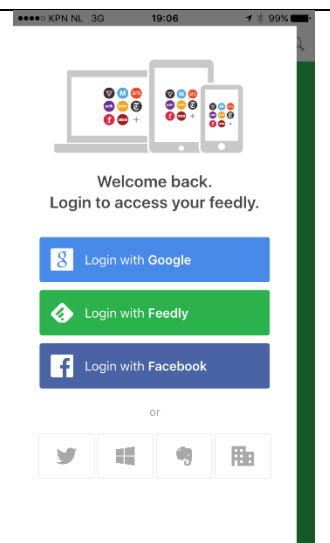 KPN NL 3G 19:06 99%
Welcome back.
Login to access your feedly.
Login with Google
Login with Feedly
Login with Facebook
or